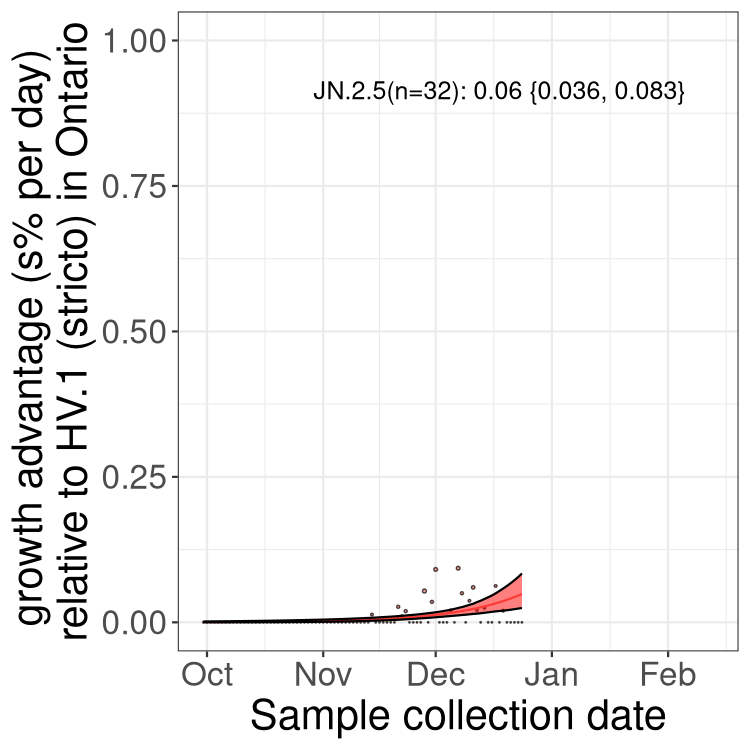 growth advantage (s% per day)
relative to HV.1 (stricto) in Ontario
1.00
0.75
0.50
0.25
0.00
JN.2.5(n=32): 0.06 {0.036, 0.083}
Oct Nov Dec Jan Feb
Sample collection date